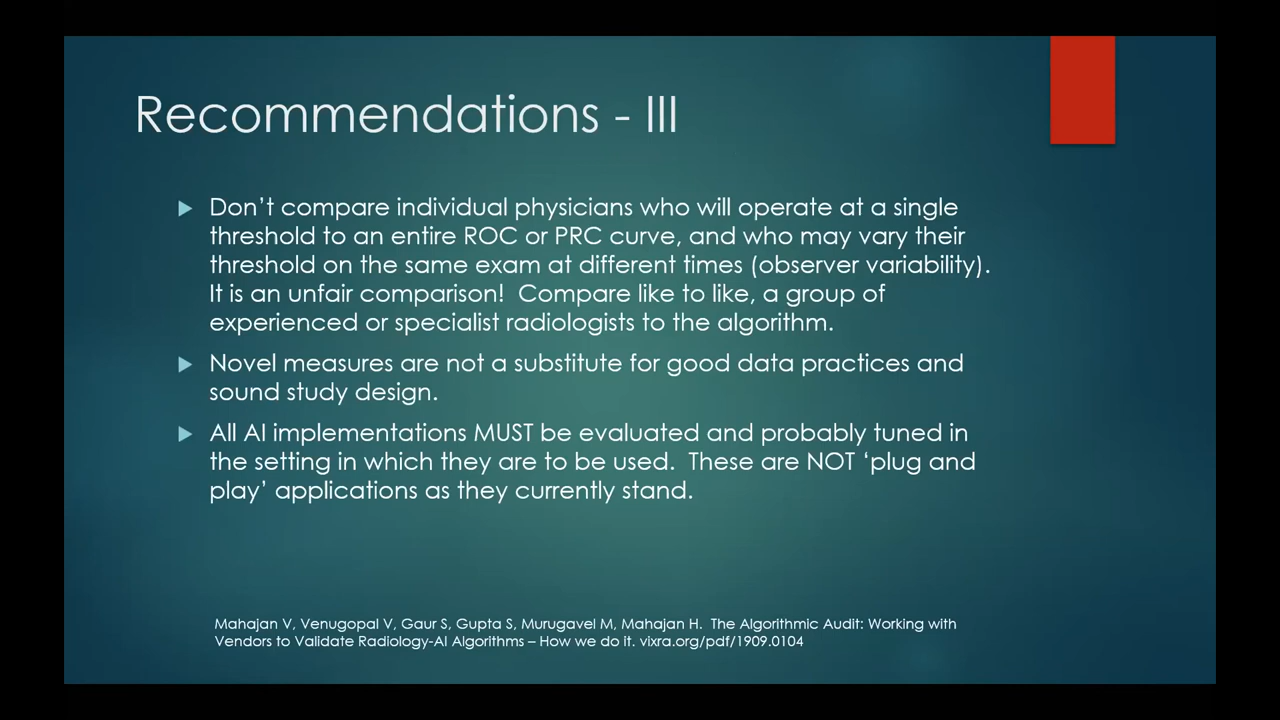 Recommendations - III
Don’t compare individual physicians who will operate at a single
threshold to an entire ROC or PRC curve, and who may vary their
threshold on the same exam at different times (observer variability).
It is an unfair comparison!  Compare like to like, a group of
experienced or specialist radiologists to the algorithm.
Novel measures are not a substitute for good data practices and
sound study design.
All AI implementations MUST be evaluated and probably tuned in
the setting in which they are to be used.  These are NOT ‘plug and
play’ applications as they currently stand.
Mahajan V, Venugopal V, Gaur S, Gupta S, Murugavel M, Mahajan H.  The Algorithmic Audit: Working with
Vendors to Validate Radiology-AI Algorithms – How we do it. vixra.org/pdf/1909.0104